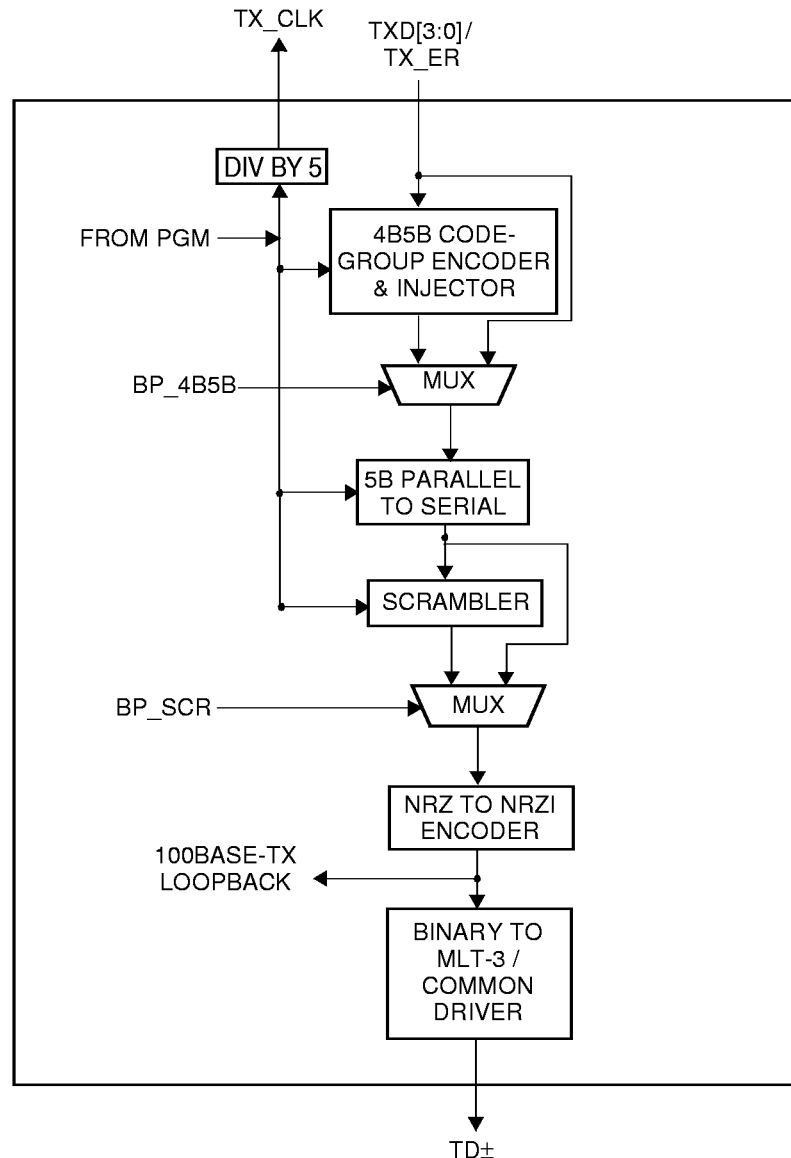 TX_CLK
TXD[3:0]/
TX_ER
DIV BY 5
FROM PGM
4B5B CODE-
GROUP ENCODER
& INJECTOR
BP_4B5B
MUX
5B PARALLEL
TO SERIAL
SCRAMBLER
BP_SCR
MUX
NRZ TO NRZI
ENCODER
100BASE-TX
LOOPBACK
BINARY TO
MLT-3 /
COMMON
DRIVER
TD±